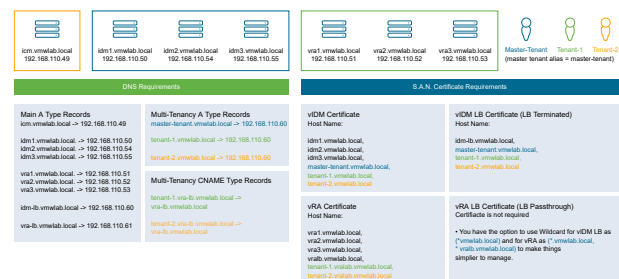 icm.vmwlab.local
192.168.110.49
idm1.vmwlab.local idm2.vmwlab.local idm3.vmwlab.local
192.168.110.50 192.168.110.54 192.168.110.55
vra1.vmwlab.local vra2.vmwlab.local vra3.vmwlab.local
192.168.110.51 192.168.110.52 192.168.110.53
Master-Tenant Tenant-1 Tenant-2
(master tenant alias = master-tenant)
DNS Requirements
Main A Type Records
icm.vmwlab.local -> 192.168.110.49
idm1.vmwlab.local. -> 192.168.110.50
idm2.vmwlab.local -> 192.168.110.54
idm3.vmwlab.local -> 192.168.110.55
vra1.vmwlab.local -> 192.168.110.51
vra2.vmwlab.local -> 192.168.110.52
vra3.vmwlab.local -> 192.168.110.53
idm-lb.vmwlab.local -> 192.168.110.60
vra-lb.vmwlab.local -> 192.168.110.61
Multi-Tenancy A Type Records
master-tenant.vmwlab.local -> 192.168.110.60
tenant-1.vmwlab.local -> 192.168.110.60
tenant-2.vmwlab.local -> 192.168.110.60
Multi-Tenancy CNAME Type Records
tenant-1.vra-lb.vmwlab.local ->
vra-lb.vmwlab.local
tenant-2.vra-lb.vmwlab.local ->
vra-lb.vmwlab.local
S.A.N. Certificate Requirements
vIDM Certificate
Host Name:
idm1.vmwlab.local,
idm2.vmwlab.local,
idm3.vmwlab.local,
master-tenant.vmwlab.local,
tenant-1.vmwlab.local,
tenant-2.vmwlab.local
vIDM LB Certificate (LB Terminated)
Host Name:
idm-lb.vmwlab.local,
master-tenant.vmwlab.local,
tenant-1.vmwlab.local,
tenant-2.vmwlab.local
vRA Certificate
Host Name:
vra1.vmwlab.local,
vra2.vmwlab.local,
vra3.vmwlab.local,
valb.vmwlab.local,
tenant-1.valab.vmwlab.local,
tenant-2.valab.vmwlab.local
vRA LB Certificate (LB Passthrough)
Certifiacte is not required
• You have the option to use Wildcard for vIDM LB as
(*vmwlab.local) and for vRA as (*.vmwlab.local,
*.vralb.vmwlab.local) to make things
simplier to manage.